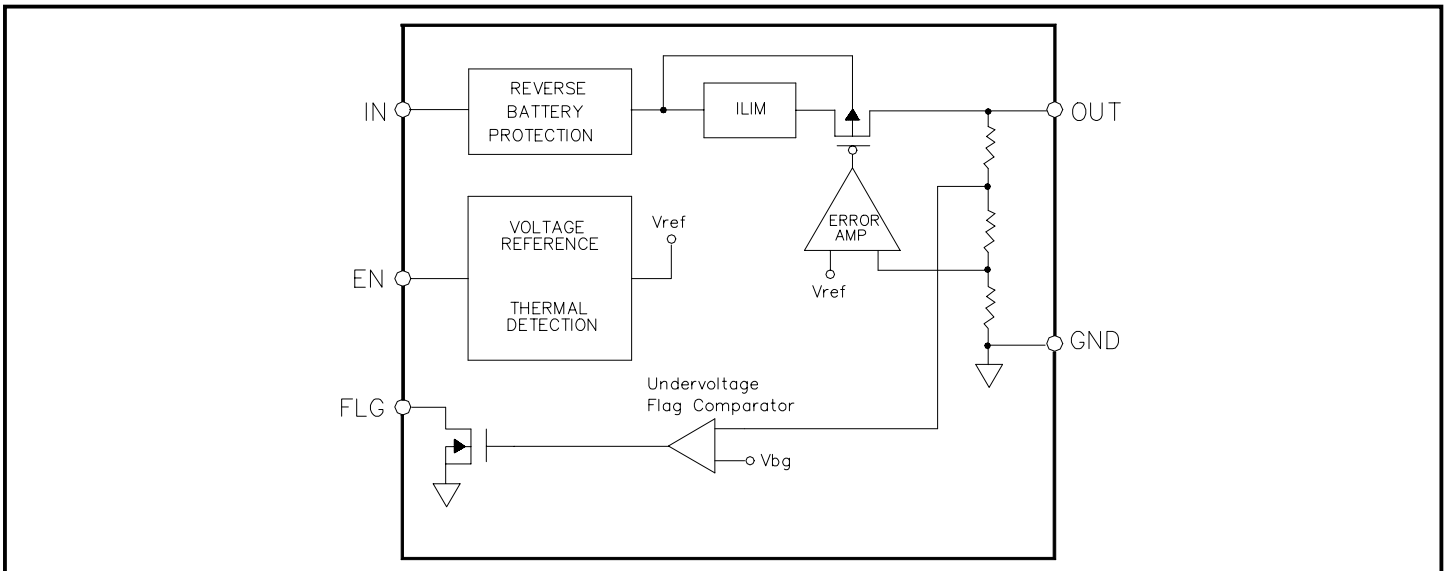 REVERSE
BATTERY
PROTECTION
IN
ILIM
OUT
VOLTAGE
REFERENCE
Vref
ERROR
AMP
EN
Vref
THERMAL
DETECTION
GND
Undervoltage
Flag Comparator
FLG
Vbg